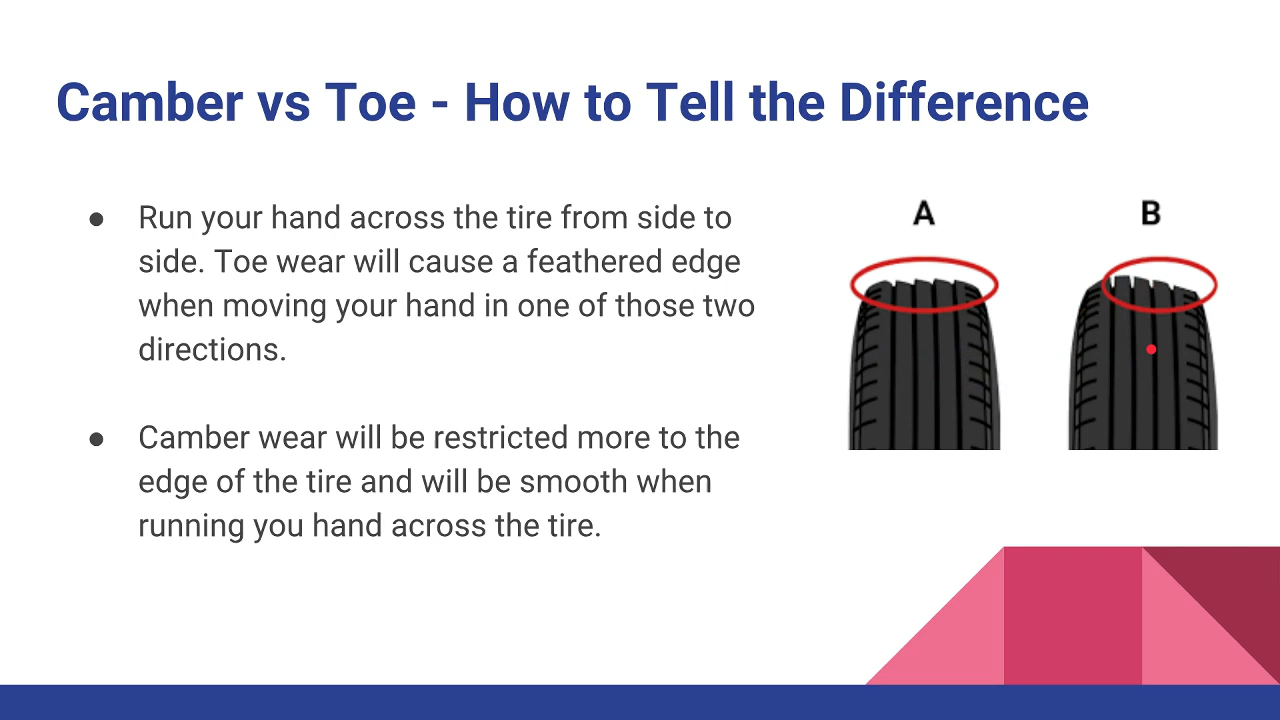 Camber vs Toe - How to Tell the Difference
● Run your hand across the tire from side to
side. Toe wear will cause a feathered edge
when moving your hand in one of those two
directions.
● Camber wear will be restricted more to the
edge of the tire and will be smooth when
running you hand across the tire.
A
B